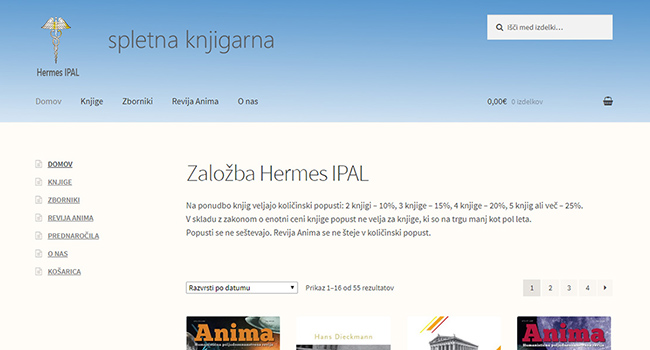 Hermes IPAL
spletna knjigarna
Išči med izdelki…
Domov Knjige Zborniki Revija Anima O nas
0,00€ 0 izdelkov
DOMOV
KNJIGE
ZBORNIKI
REVIJA ANIMA
PREDNAROČILA
O NAS
KOŠARICA
Založba Hermes IPAL
Na ponudbo knjig veljajo količinski popusti: 2 knjigi – 10%, 3 knjige – 15%, 4 knjige – 20%, 5 knjig ali več – 25%.
V skladu z zakonom o enotni ceni knjige popust ne velja za knjige, ki so na trgu manj kot pol leta.
Popusti se ne seštevajo. Revija Anima se ne šteje v količinski popust.
Razvrsti po datumu
Prikaz 1–16 od 55 rezultatov
1 2 3 4
Anima
Hans Dieckmann
Anima